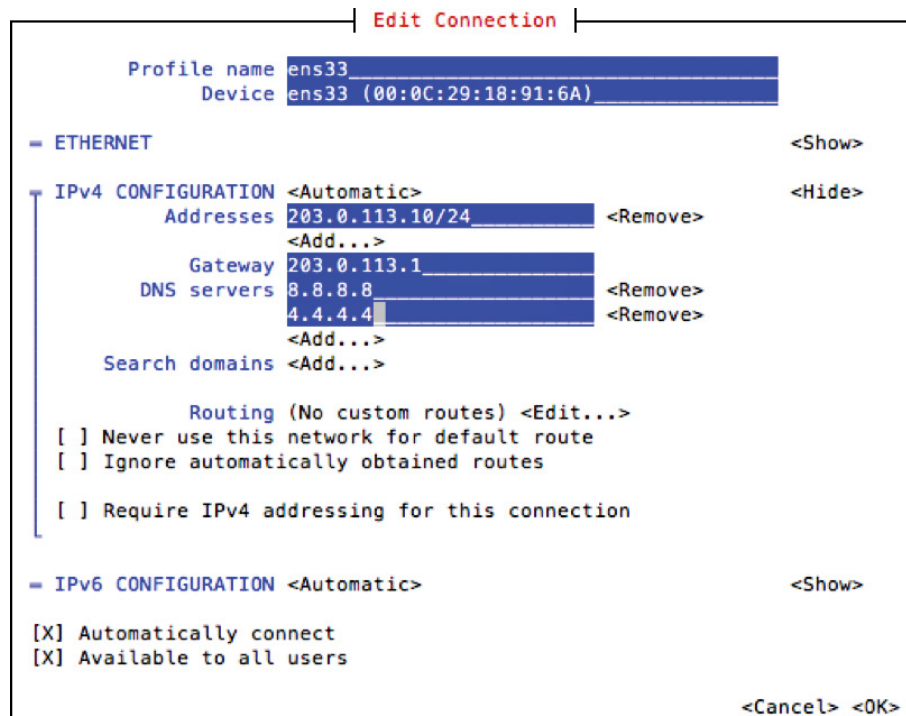 Edit Connection
Profile name ens33
Device ens33 (00:0C:29:18:91:6A)
ETHERNET <Show>
IPv4 CONFIGURATION <Automatic> <Hide>
Addresses 203.0.113.10/24 <Remove>
<Add...>
Gateway 203.0.113.1
DNS servers 8.8.8.8 <Remove>
4.4.4.4 <Remove>
<Add...>
Search domains <Add...>
Routing (No custom routes) <Edit...>
[ ] Never use this network for default route
[ ] Ignore automatically obtained routes
[ ] Require IPv4 addressing for this connection
IPv6 CONFIGURATION <Automatic> <Show>
[X] Automatically connect
[X] Available to all users
<Cancel> <OK>